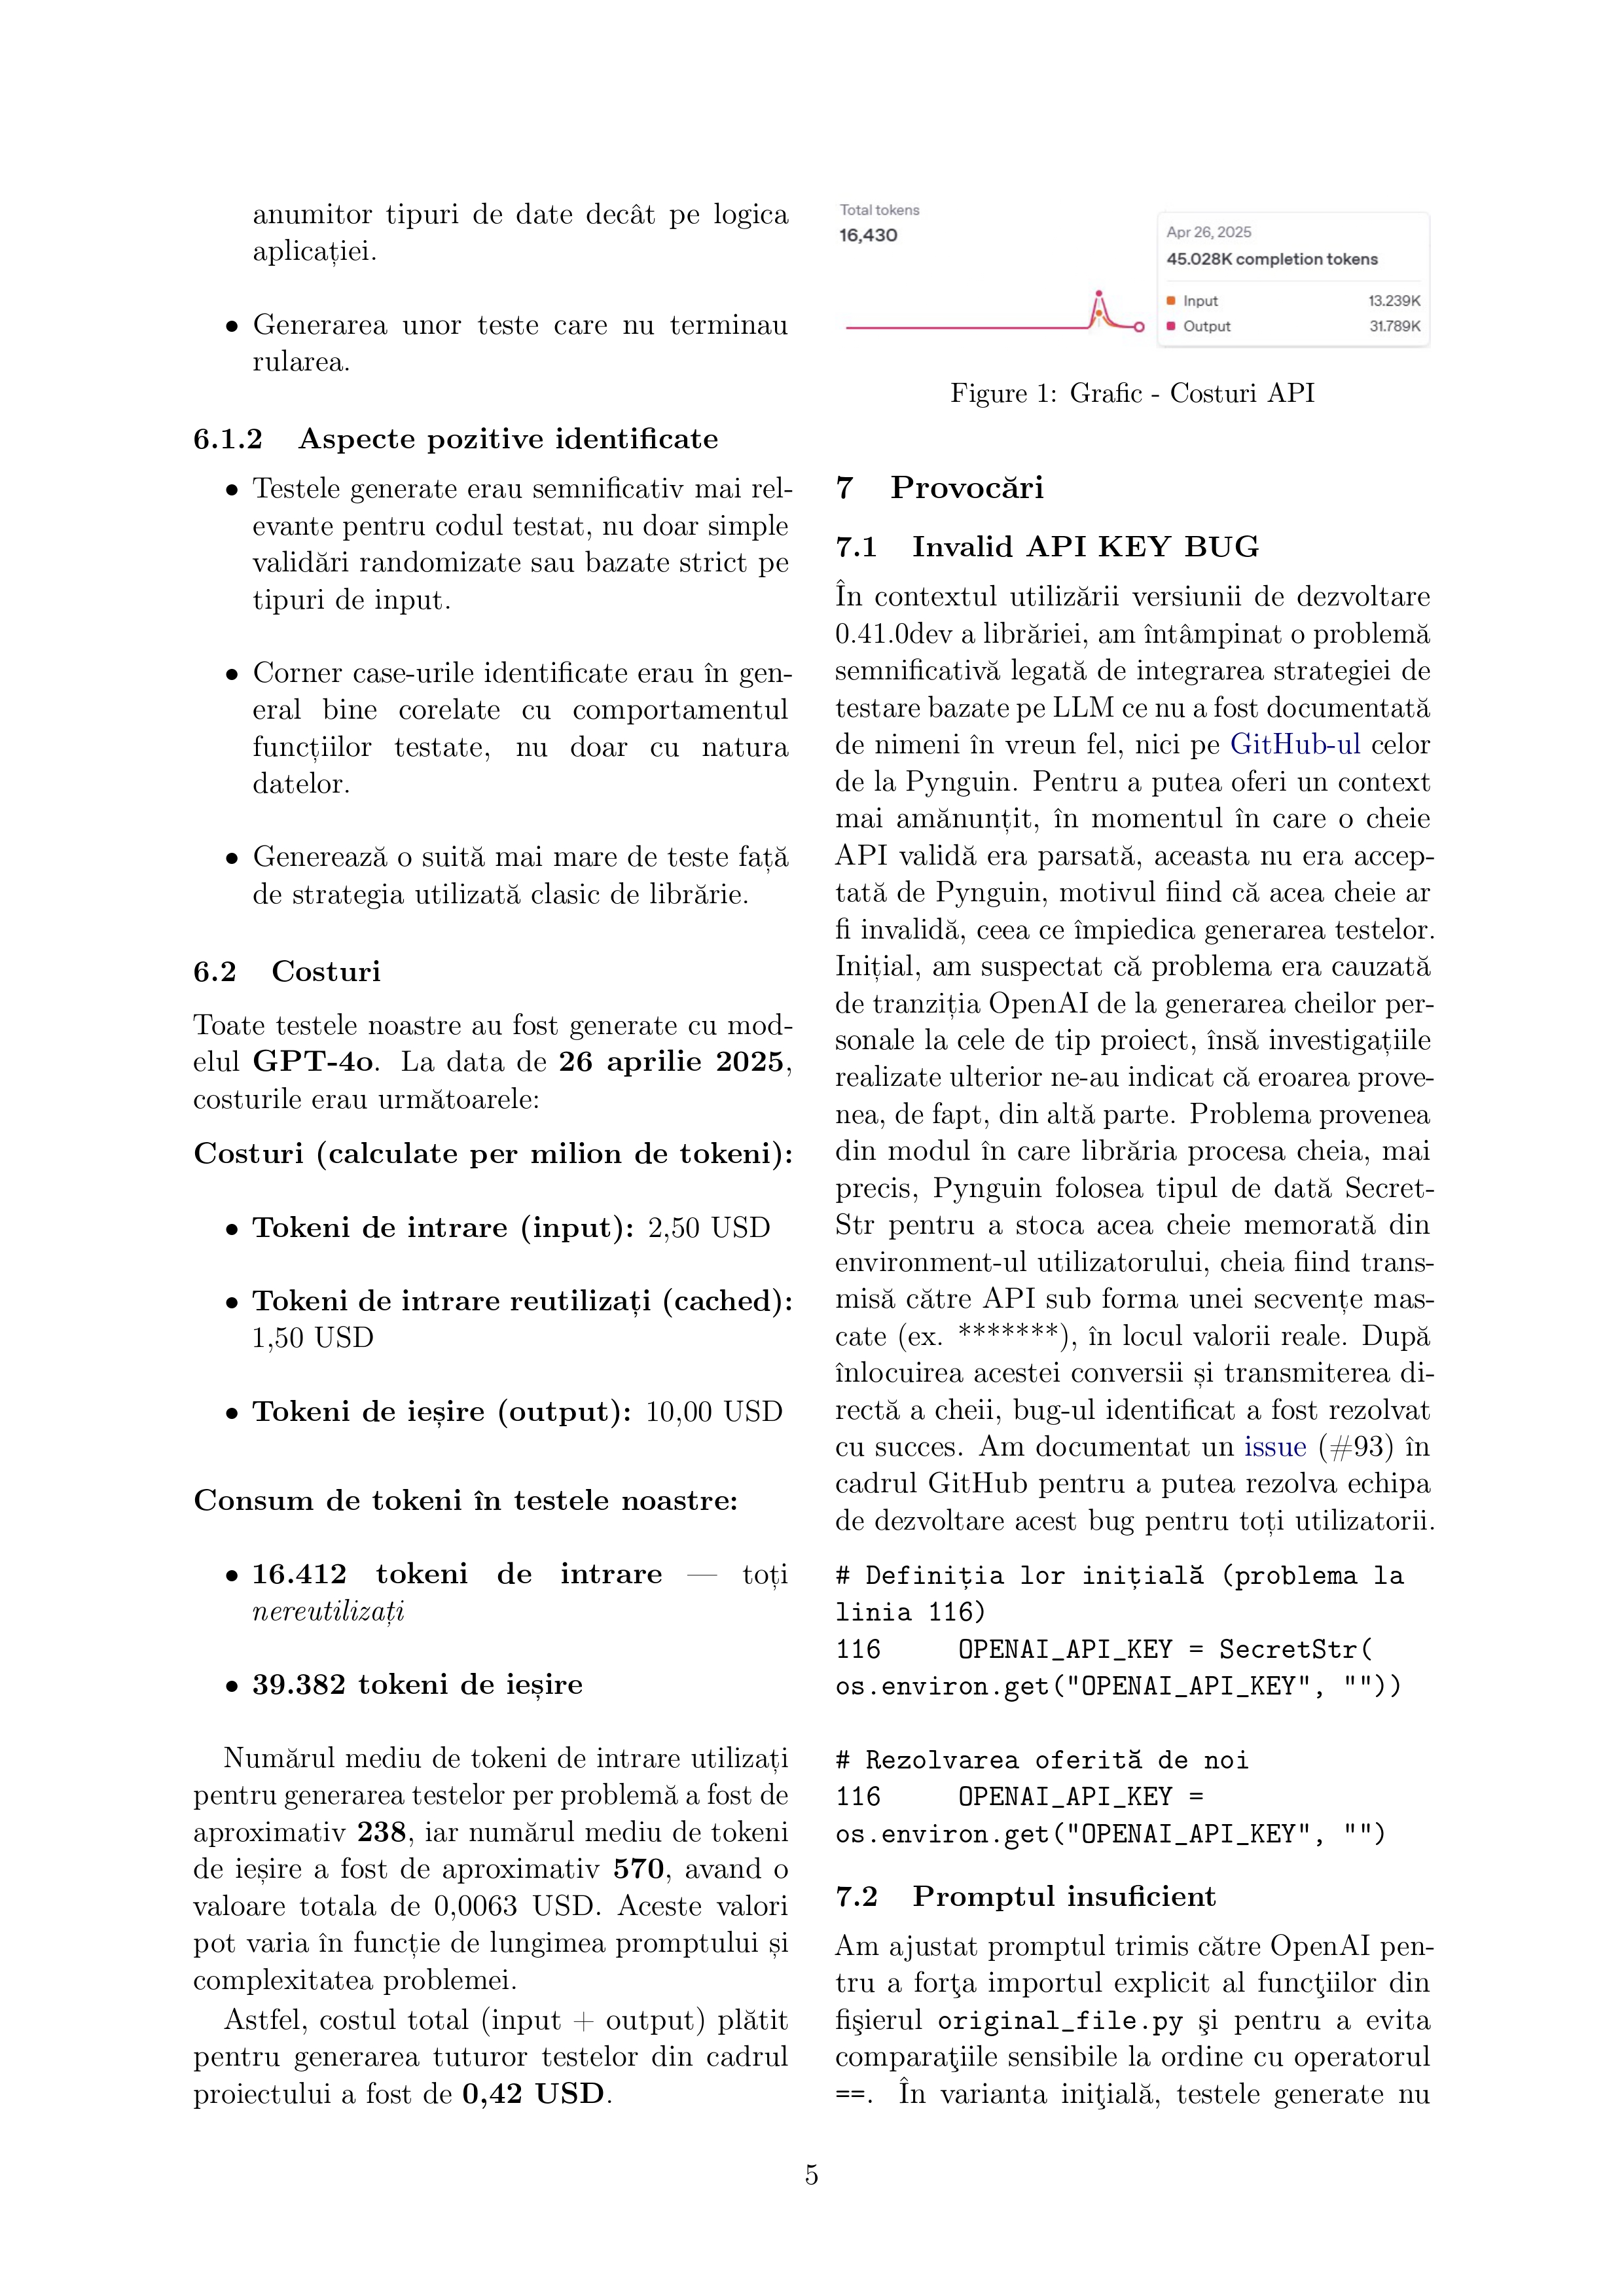 anumitor tipuri de date decât pe logica
aplicației.
• Generarea unor teste care nu terminau
rularea.
6.1.2 Aspecte pozitive identificate
• Testele generate erau semnificativ mai rel-
evante pentru codul testat, nu doar simple
validări randomizate sau bazate strict pe
tipuri de input.
• Corner case-urile identificate erau în gen-
eral bine corelate cu comportamentul
funcțiilor testate, nu doar cu natura
datelor.
• Generează o suită mai mare de teste față
de strategia utilizată clasic de librărie.
6.2 Costuri
Toate testele noastre au fost generate cu mod-
elul GPT-4o. La data de 26 aprilie 2025,
costurile erau următoarele:
Costuri (calculate per milion de tokeni):
• Tokeni de intrare (input): 2,50 USD
• Tokeni de intrare reutilizați (cached):
1,50 USD
• Tokeni de ieșire (output): 10,00 USD
Consum de tokeni în testele noastre:
• 16.412 tokeni de intrare — toți
nereutilizați
• 39.382 tokeni de ieșire
Numărul mediu de tokeni de intrare utilizați
pentru generarea testelor per problemă a fost de
aproximativ 238, iar numărul mediu de tokeni
de ieșire a fost de aproximativ 570, avand o
valoare totala de 0,0063 USD. Aceste valori
pot varia în funcție de lungimea promptului și
complexitatea problemei.
Astfel, costul total (input + output) plătit
pentru generarea tuturor testelor din cadrul
proiectului a fost de 0,42 USD.
Total tokens
16,430
Apr 26, 2025
45.028K completion tokens
Input 13.239K
Output 31.789K
Figure 1: Grafic - Costuri API
7 Provocări
7.1 Invalid API KEY BUG
În contextul utilizării versiunii de dezvoltare
0.41.0dev a librăriei, am întâmpinat o problemă
semnificativă legată de integrarea strategiei de
testare bazate pe LLM ce nu a fost documentată
de nimeni în vreun fel, nici pe GitHub-ul celor
de la Pynguin. Pentru a putea oferi un context
mai amănunțit, în momentul în care o cheie
API validă era parsată, aceasta nu era accep-
tată de Pynguin, motivul fiind că acea cheie ar
fi invalidă, ceea ce împiedica generarea testelor.
Inițial, am suspectat că problema era cauzată
de tranziția OpenAI de la generarea cheilor per-
sonale la cele de tip proiect, însă investigațiile
realizate ulterior ne-au indicat că eroarea prove-
nea, de fapt, din altă parte. Problema provenea
din modul în care librăria procesa cheia, mai
precis, Pynguin folosea tipul de dată Secret-
Str pentru a stoca acea cheie memorată din
environment-ul utilizatorului, cheia fiind trans-
misă către API sub forma unei secvențe mas-
cate (ex. *******), în locul valorii reale. După
înlocuirea acestei conversii și transmiterea di-
rectă a cheii, bug-ul identificat a fost rezolvat
cu succes. Am documentat un issue (#93) în
cadrul GitHub pentru a putea rezolva echipa
de dezvoltare acest bug pentru toți utilizatorii.
# Definiția lor inițială (problema la
linia 116)
116 OPENAI_API_KEY = SecretStr(
os.environ.get("OPENAI_API_KEY", ""))
# Rezolvarea oferită de noi
116 OPENAI_API_KEY =
os.environ.get("OPENAI_API_KEY", "")
7.2 Promptul insuficient
Am ajustat promptul trimis către OpenAI pen-
tru a forţa importul explicit al funcţiilor din
fişierul original_file.py şi pentru a evita
comparaţiile sensibile la ordine cu operatorul
==. În varianta iniţială, testele generate nu
5